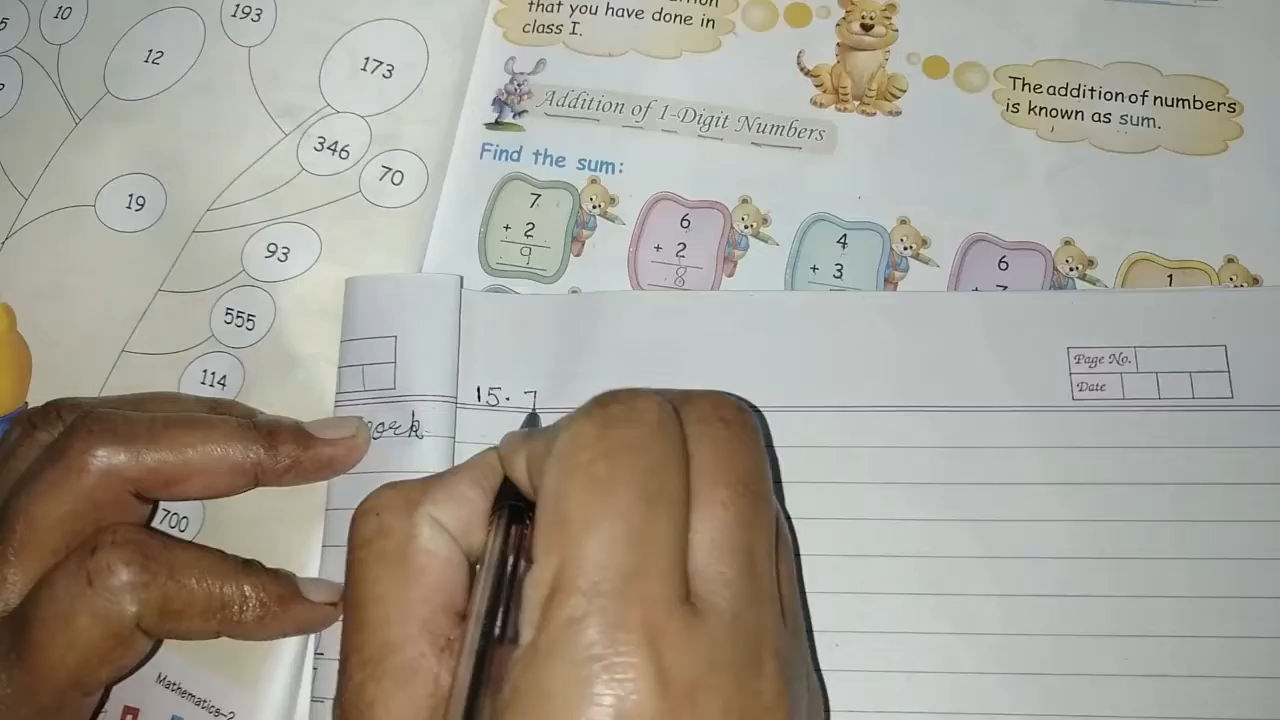 193
10
12
173
346
70
19
93
555
114
700
Mathematics-2
that you have done in
class I.
The addition of numbers
is known as sum.
Addition of 1-Digit Numbers
Find the sum:
7
+ 2
9
6
+ 2
8
4
+ 3
6
1
Page No.
Date
15. 7